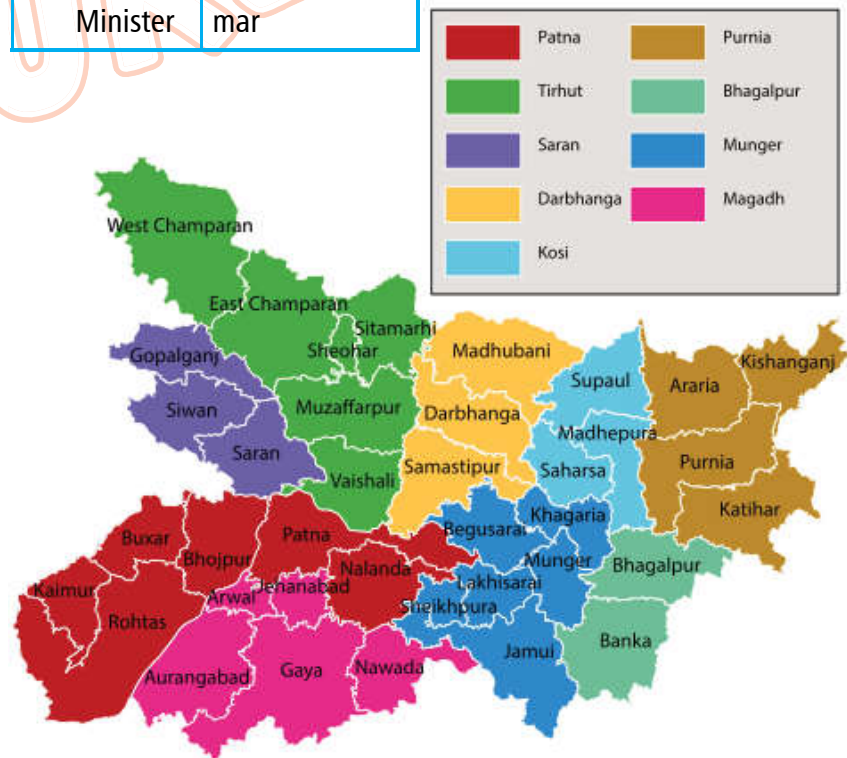 Minister mar
Patna Purnia
Tirhut Bhagalpur
Saran Munger
Darbhanga Magadh
Kosi
West Champaran
East Champaran
Sitamarhi
Sheohar
Gopalganj
Madhubani
Kishanganj
Supaul
Araria
Siwan
Muzaffarpur
Darbhanga
Madhepura
Saran
Vaishali
Samastipur
Saharsa
Purnia
Katihar
Buxar
Bhojpur
Patna
Begusarai
Khagaria
Kaimur
Rohtas
Arwal
Jehanabad
Nalanda
Munger
Bhagalpur
Lakhisarai
Sheikhpura
Aurangabad
Gaya
Nawada
Jamui
Banka